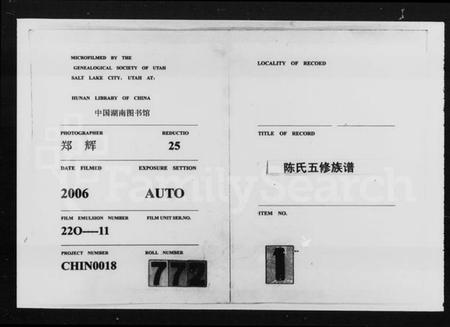 MICROFILMED BY THE
GENEALOGICAL SOCIETY OF UTAH
SALT LAKE CITY, UTAH AT:
HUNAN LIBRARY OF CHINA
中国湖南图书馆
PHOTOGRAPHER REDUCTIO
郑 辉 25
DATE FILMED EXPOSURE SETTION
2006 AUTO
FILM EMULSION NUMBER FILM UNIT SER.NO.
22O----11
PROJECT NUMBER ROLL NUMBER
CHIN0018 772
LOCALITY OF RECORD
TITLE OF RECORD
陈氏五修族谱
ITEM NO.
1
FamilySearch